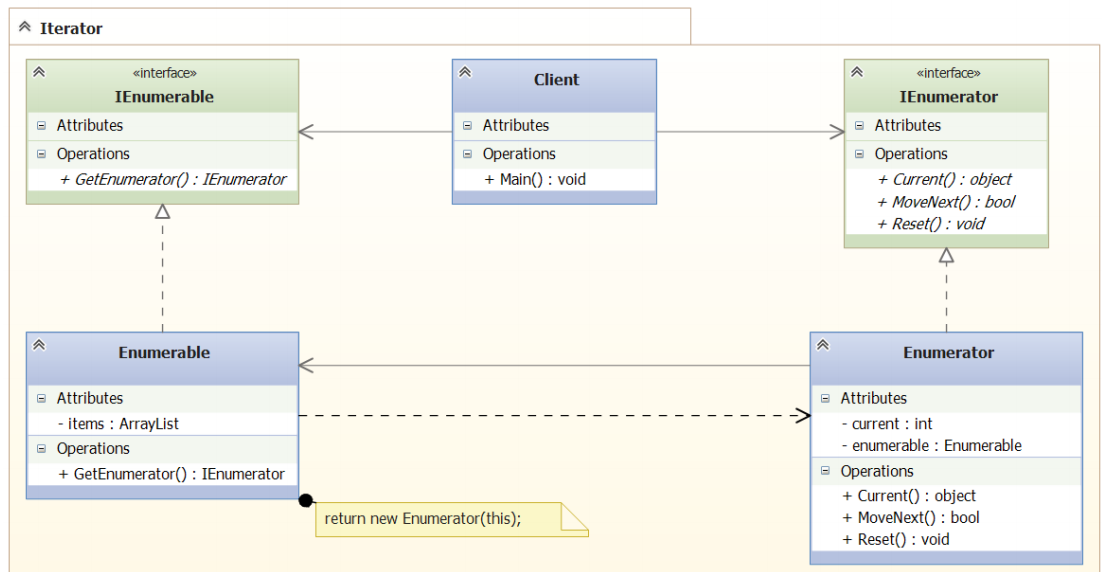 Iterator
«interface»
IEnumerable
Attributes
Operations
+ GetEnumerator() : IEnumerator
Client
Attributes
Operations
+ Main() : void
«interface»
IEnumerator
Attributes
Operations
+ Current() : object
+ MoveNext() : bool
+ Reset() : void
Enumerable
Attributes
- items : ArrayList
Operations
+ GetEnumerator() : IEnumerator
return new Enumerator(this);
Enumerator
Attributes
- current : int
- enumerable : Enumerable
Operations
+ Current() : object
+ MoveNext() : bool
+ Reset() : void